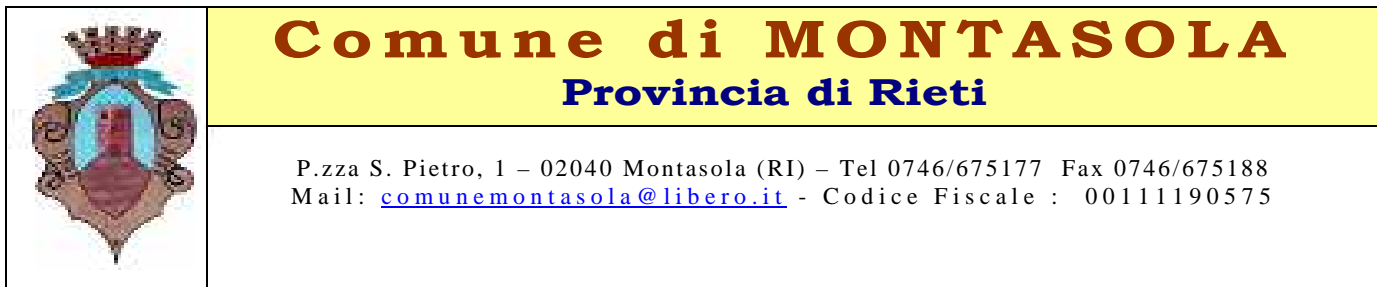 Comune di MONTASOLA
Provincia di Rieti
P.zza S. Pietro, 1 – 02040 Montasola (RI) – Tel 0746/675177 Fax 0746/675188
Mail: comunemontasola@libero.it - Codice Fiscale : 00111190575